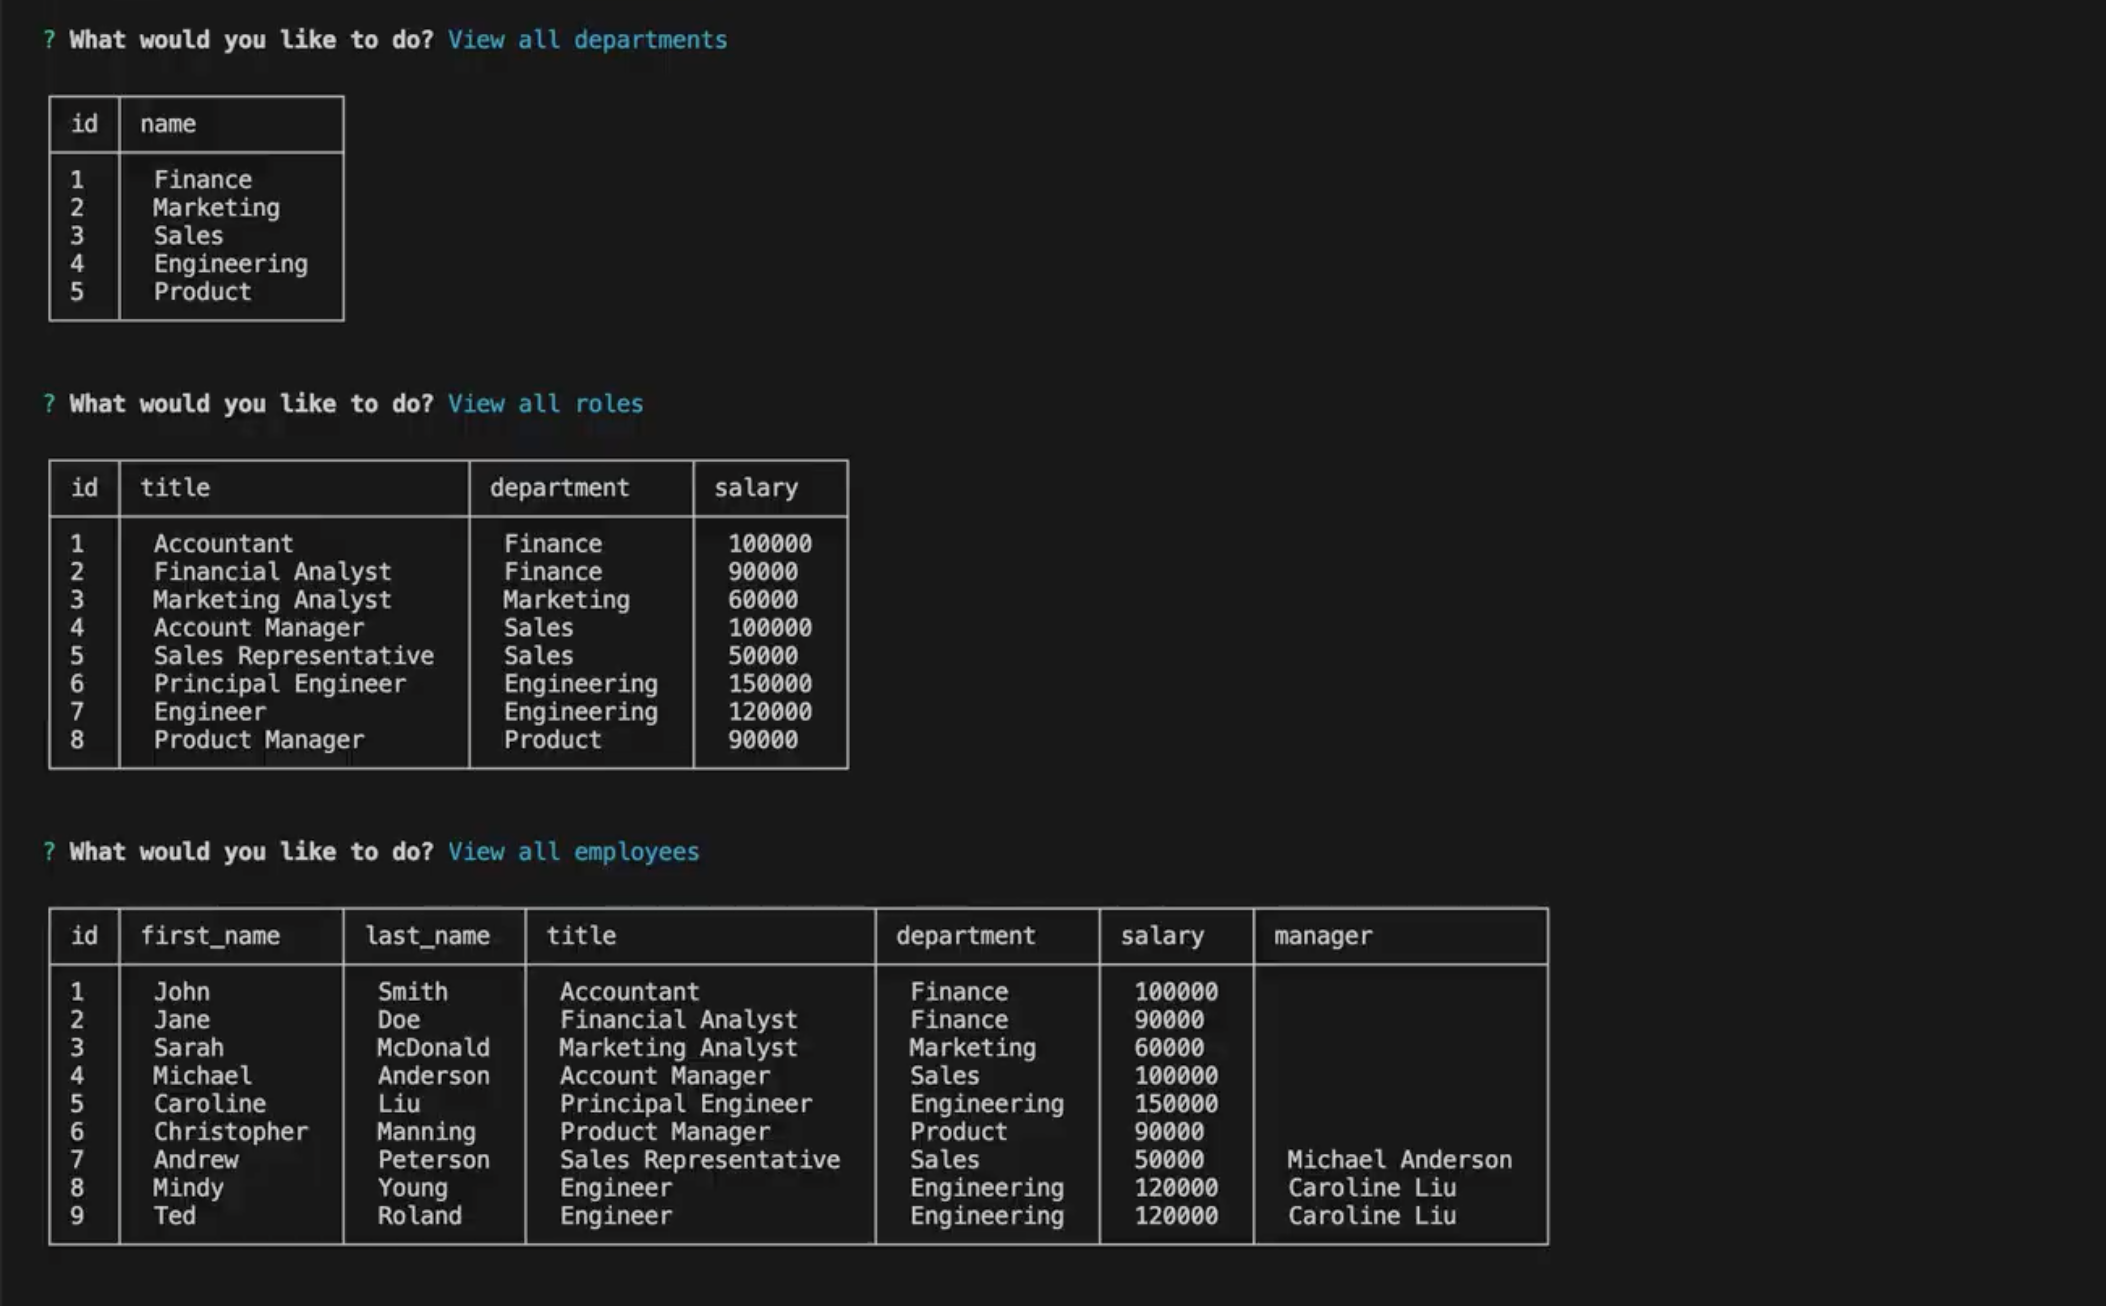 ? What would you like to do? View all departments
id name
1 Finance
2 Marketing
3 Sales
4 Engineering
5 Product
? What would you like to do? View all roles
id title department salary
1 Accountant Finance 100000
2 Financial Analyst Finance 90000
3 Marketing Analyst Marketing 60000
4 Account Manager Sales 100000
5 Sales Representative Sales 50000
6 Principal Engineer Engineering 150000
7 Engineer Engineering 120000
8 Product Manager Product 90000
? What would you like to do? View all employees
id first_name last_name title department salary manager
1 John Smith Accountant Finance 100000
2 Jane Doe Financial Analyst Finance 90000
3 Sarah McDonald Marketing Analyst Marketing 60000
4 Michael Anderson Account Manager Sales 100000
5 Caroline Liu Principal Engineer Engineering 150000
6 Christopher Manning Product Manager Product 90000
7 Andrew Peterson Sales Representative Sales 50000 Michael Anderson
8 Mindy Young Engineer Engineering 120000 Caroline Liu
9 Ted Roland Engineer Engineering 120000 Caroline Liu